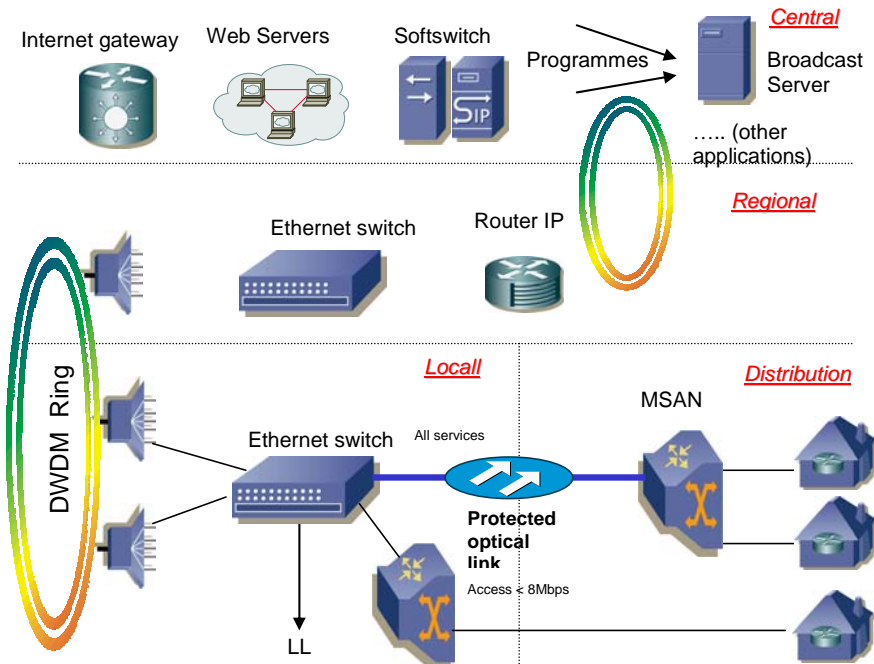 Central
Internet gateway
Web Servers
Softswitch
Programmes
Broadcast
Server
SIP
….. (other
applications)
Regional
Ethernet switch
Router IP
DWDM Ring
Locall
Distribution
MSAN
Ethernet switch
All services
Protected
optical
link
Access < 8Mbps
LL